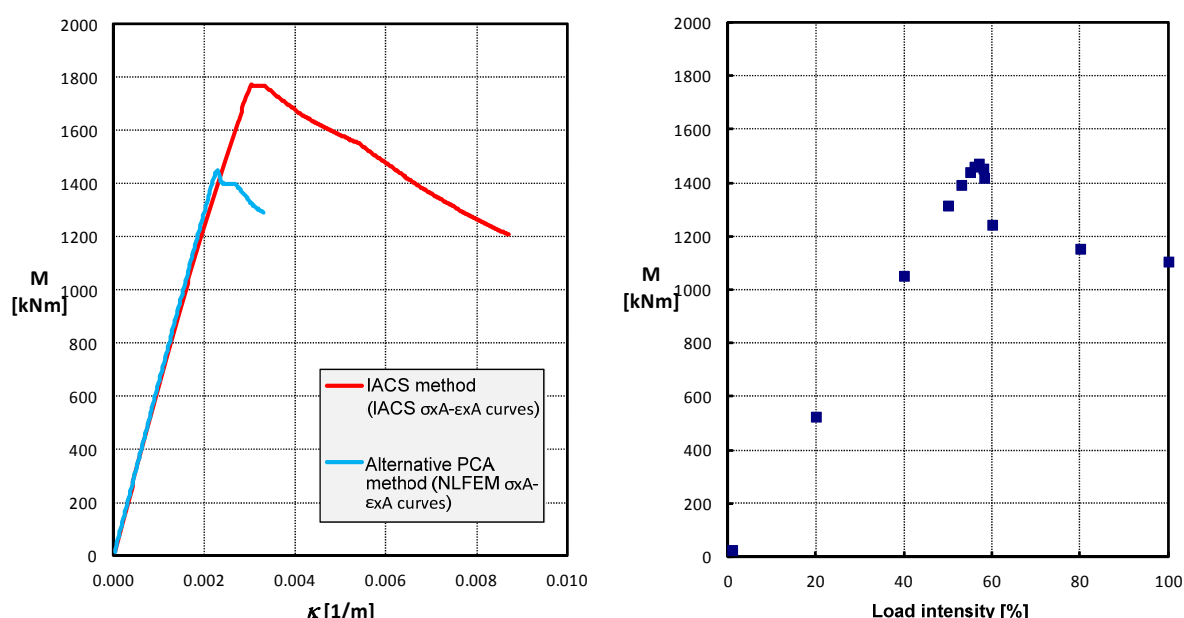 2000
1800
1600
1400
1200
1000
800
600
400
200
0
M
[kNm]
IACS method
(IACS σxA-εxA curves)
Alternative PCA
method (NLFEM σxA-
εxA curves)
0.000 0.002 0.004 0.006 0.008 0.010
κ [1/m]
2000
1800
1600
1400
1200
1000
800
600
400
200
0
M
[kNm]
0 20 40 60 80 100
Load intensity [%]